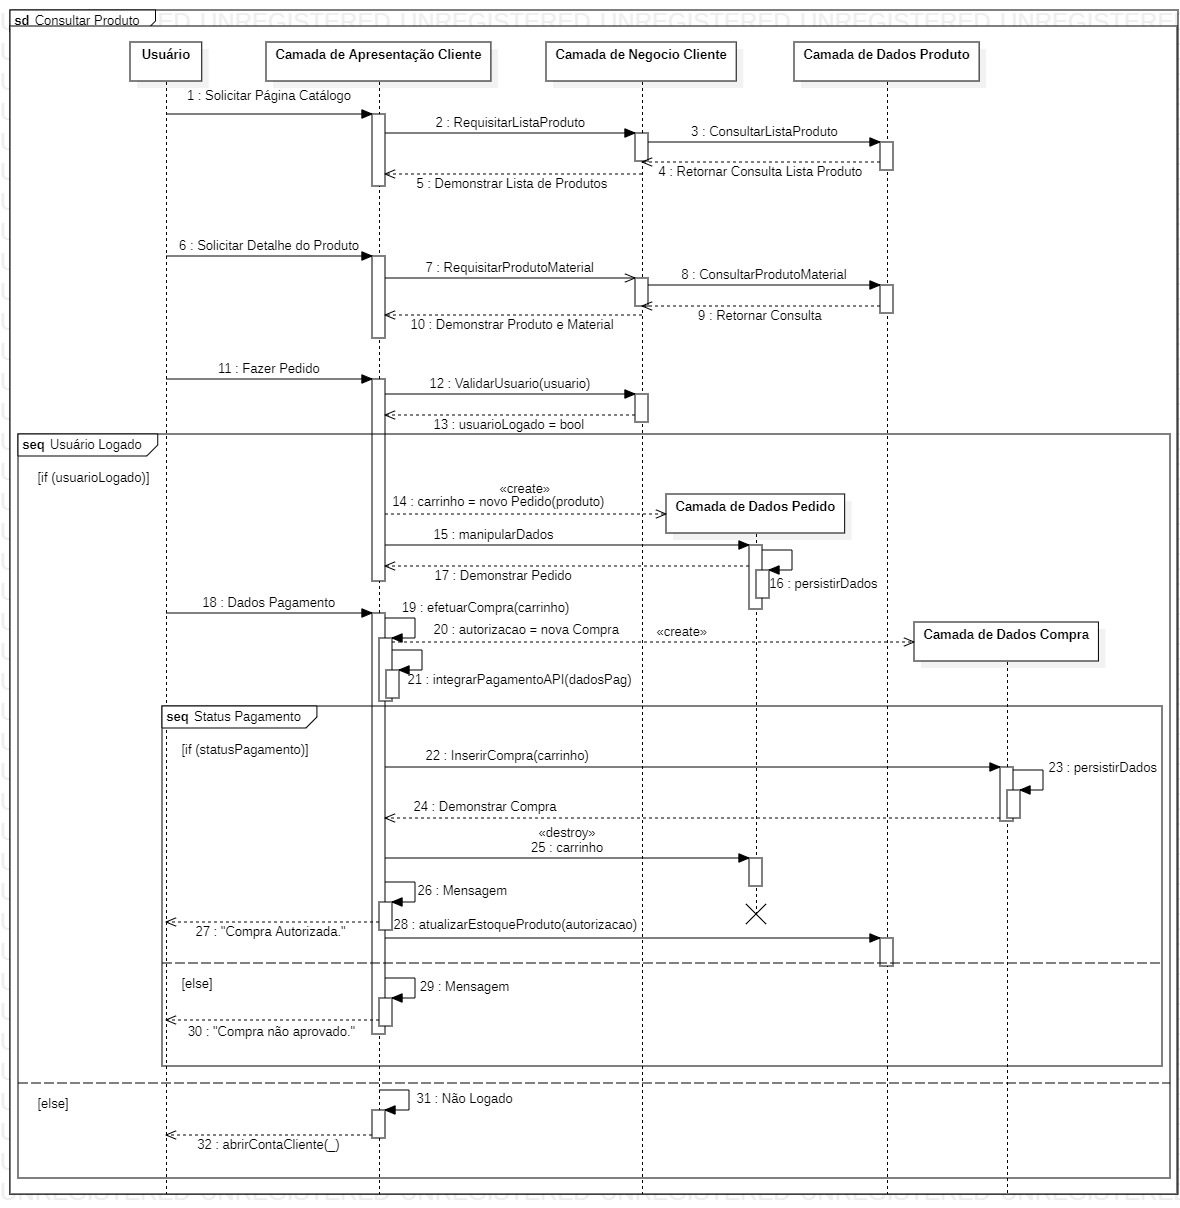 UNREGISTERED UNREGISTERED UNREGISTERED UNREGISTERED UNREGISTERED UNREGISTERED
sd Consultar Produto
Usuário
Camada de Apresentação Cliente
Camada de Negocio Cliente
Camada de Dados Produto
1 : Solicitar Página Catálogo
2 : RequisitarListaProduto
3 : ConsultarListaProduto
4 : Retornar Consulta Lista Produto
5 : Demonstrar Lista de Produtos
6 : Solicitar Detalhe do Produto
7 : RequisitarProdutoMaterial
8 : ConsultarProdutoMaterial
9 : Retornar Consulta
10 : Demonstrar Produto e Material
11 : Fazer Pedido
12 : ValidarUsuario(usuario)
13 : usuarioLogado = bool
seq Usuário Logado
[if (usuarioLogado)]
«create»
14 : carrinho = novo Pedido(produto)
Camada de Dados Pedido
15 : manipularDados
16 : persistirDados
17 : Demonstrar Pedido
18 : Dados Pagamento
19 : efetuarCompra(carrinho)
20 : autorizacao = nova Compra
«create»
Camada de Dados Compra
21 : integrarPagamentoAPI(dadosPag)
seq Status Pagamento
[if (statusPagamento)]
22 : InserirCompra(carrinho)
23 : persistirDados
24 : Demonstrar Compra
«destroy»
25 : carrinho
26 : Mensagem
27 : "Compra Autorizada."
28 : atualizarEstoqueProduto(autorizacao)
[else]
29 : Mensagem
30 : "Compra não aprovado."
[else]
31 : Não Logado
32 : abrirContaCliente(_)
UNREGISTERED UNREGISTERED UNREGISTERED UNREGISTERED UNREGISTERED UNREGISTERED